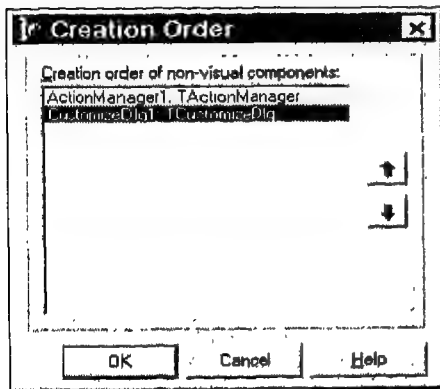 Creation Order
Creation order of non-visual components:
ActionManager1: TActionManager
CustomizeDlg1: TCustomizeDlg
OK Cancel Help